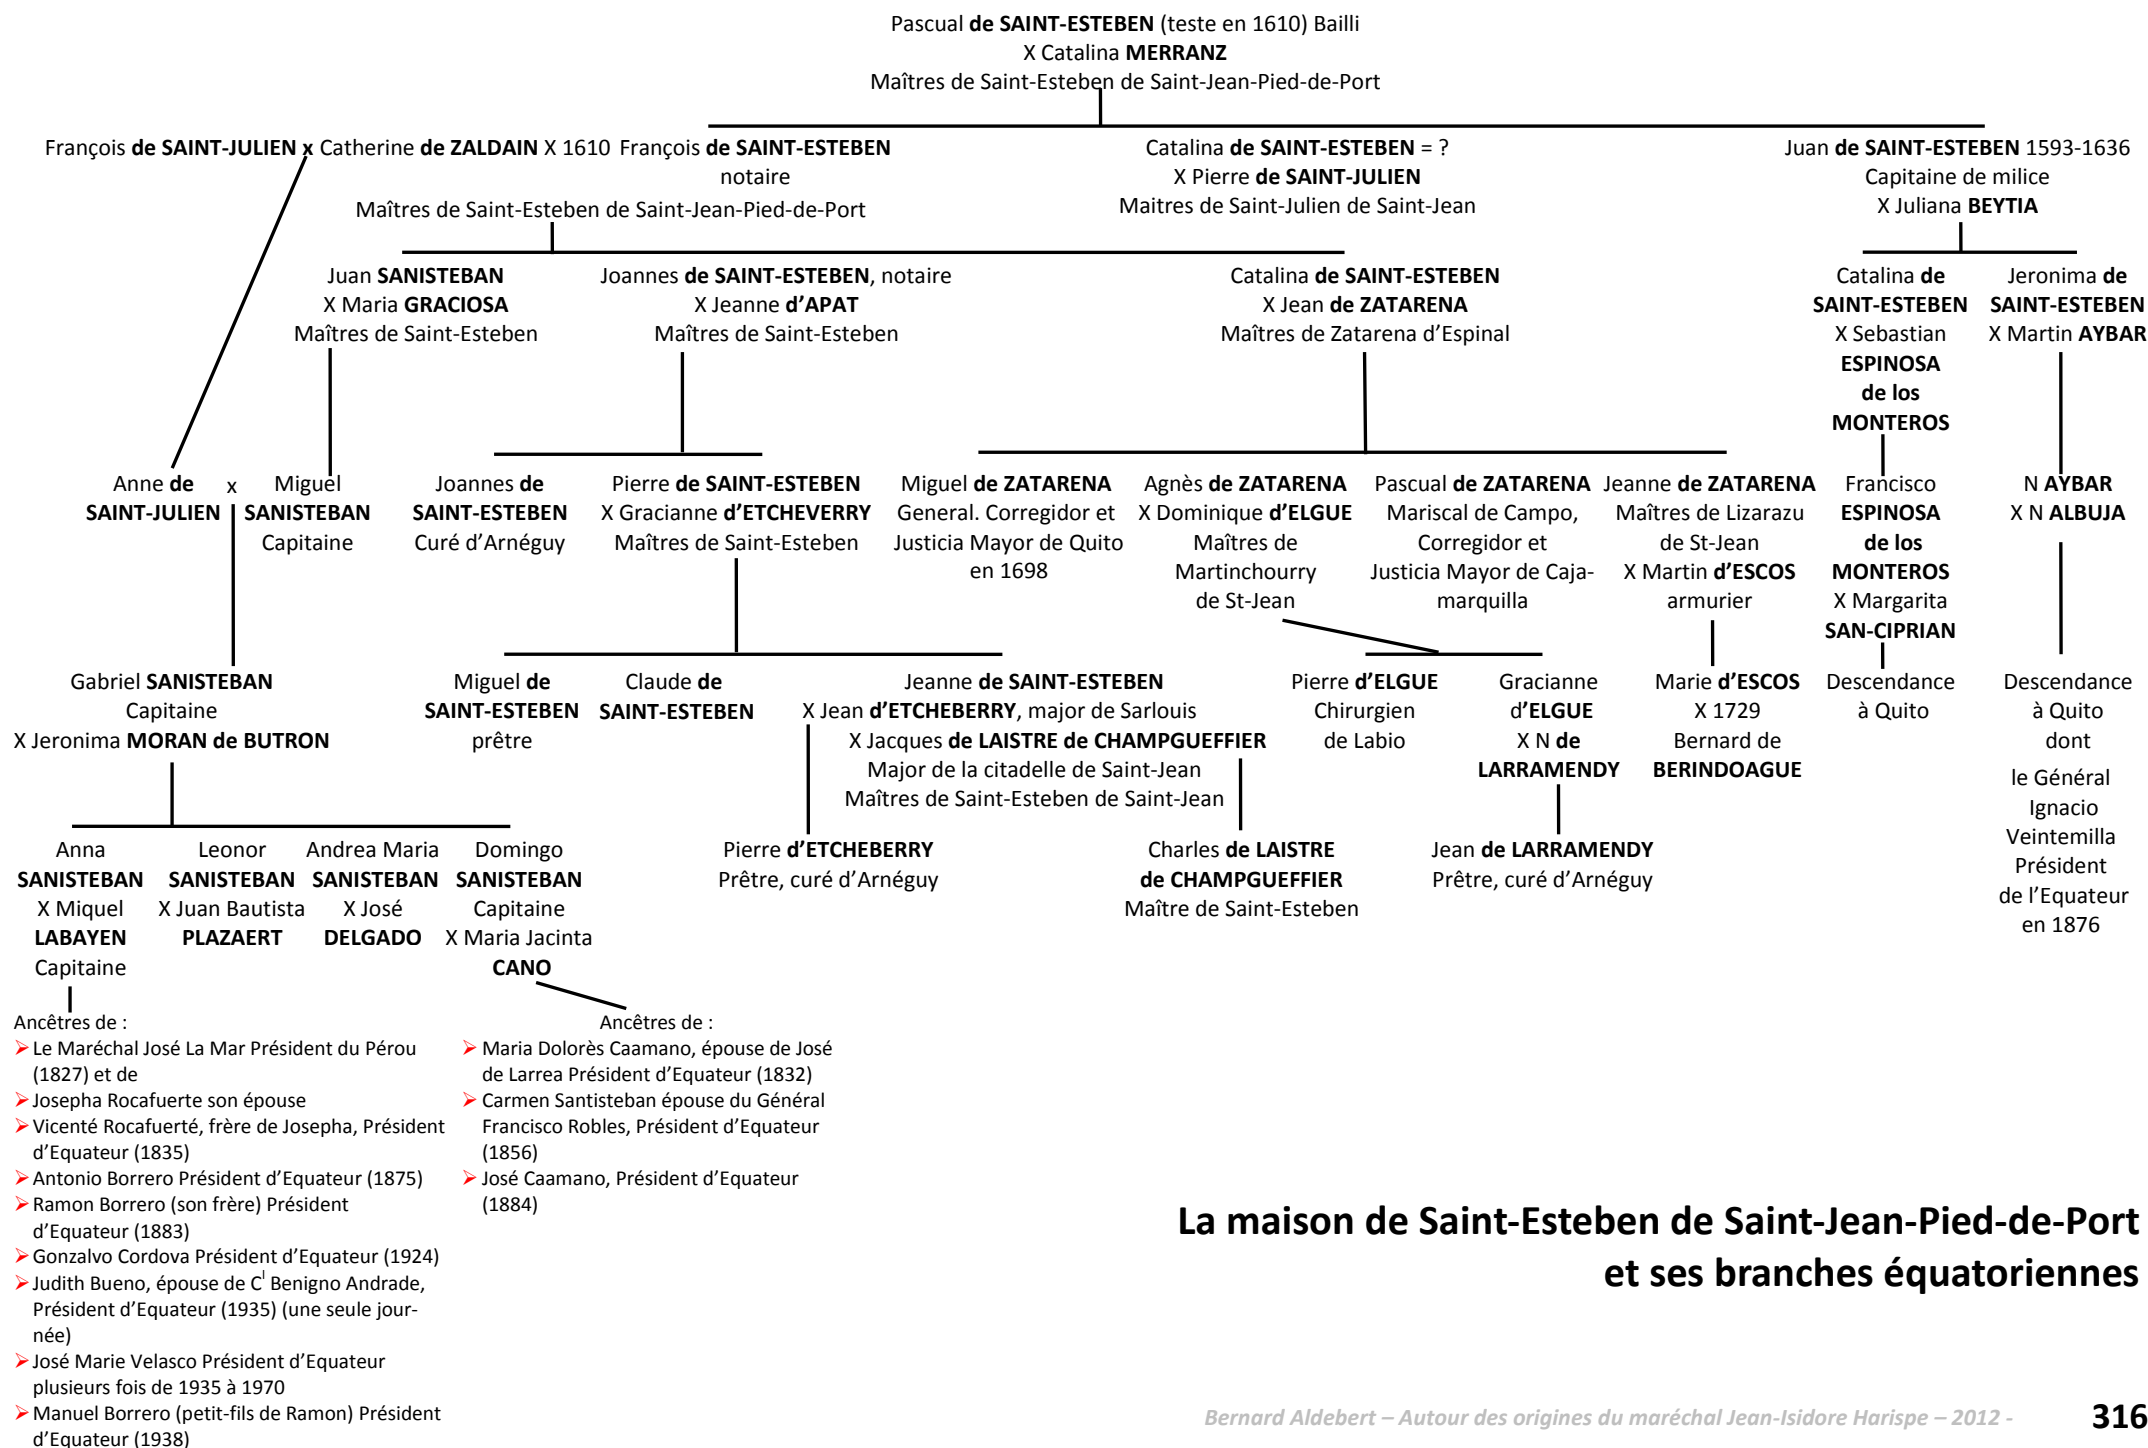 Pascual de SAINT-ESTEBEN (teste en 1610) Bailli
X Catalina MERRANZ
Maîtres de Saint-Esteben de Saint-Jean-Pied-de-Port
François de SAINT-JULIEN x Catherine de ZALDAIN X 1610 François de SAINT-ESTEBEN
notaire
Maîtres de Saint-Esteben de Saint-Jean-Pied-de-Port
Catalina de SAINT-ESTEBEN = ?
X Pierre de SAINT-JULIEN
Maitres de Saint-Julien de Saint-Jean
Juan de SAINT-ESTEBEN 1593-1636
Capitaine de milice
X Juliana BEYTIA
Juan SANISTEBAN
X Maria GRACIOSA
Maîtres de Saint-Esteben
Joannes de SAINT-ESTEBEN, notaire
X Jeanne d’APAT
Maîtres de Saint-Esteben
Catalina de SAINT-ESTEBEN
X Jean de ZATARENA
Maîtres de Zatarena d’Espinal
Catalina de
SAINT-ESTEBEN
X Sebastian
ESPINOSA
de los
MONTEROS
Jeronima de
SAINT-ESTEBEN
X Martin AYBAR
Anne de
SAINT-JULIEN
x
Miguel
SANISTEBAN
Capitaine
Joannes de
SAINT-ESTEBEN
Curé d’Arnéguy
Pierre de SAINT-ESTEBEN
X Gracianne d’ETCHEVERRY
Maîtres de Saint-Esteben
Miguel de ZATARENA
General. Corregidor et
Justicia Mayor de Quito
en 1698
Agnès de ZATARENA
X Dominique d’ELGUE
Maîtres de
Martinchourry
de St-Jean
Pascual de ZATARENA
Mariscal de Campo,
Corregidor et
Justicia Mayor de Caja-
marquilla
Jeanne de ZATARENA
Maîtres de Lizarazu
de St-Jean
X Martin d’ESCOS
armurier
Francisco
ESPINOSA
de los
MONTEROS
X Margarita
SAN-CIPRIAN
N AYBAR
X N ALBUJA
Gabriel SANISTEBAN
Capitaine
X Jeronima MORAN de BUTRON
Miguel de
SAINT-ESTEBEN
prêtre
Claude de
SAINT-ESTEBEN
Jeanne de SAINT-ESTEBEN
X Jean d’ETCHEBERRY, major de Sarlouis
X Jacques de LAISTRE de CHAMPGUEFFIER
Major de la citadelle de Saint-Jean
Maîtres de Saint-Esteben de Saint-Jean
Pierre d’ELGUE
Chirurgien
de Labio
Gracianne
d’ELGUE
X N de
LARRAMENDY
Marie d’ESCOS
X 1729
Bernard de
BERINDOAGUE
Descendance
à Quito
Descendance
à Quito
dont
le Général
Ignacio
Veintemilla
Président
de l’Equateur
en 1876
Anna
SANISTEBAN
X Miquel
LABAYEN
Capitaine
Leonor
SANISTEBAN
X Juan Bautista
PLAZAERT
Andrea Maria
SANISTEBAN
X José
DELGADO
Domingo
SANISTEBAN
Capitaine
X Maria Jacinta
CANO
Pierre d’ETCHEBERRY
Prêtre, curé d’Arnéguy
Charles de LAISTRE
de CHAMPGUEFFIER
Maître de Saint-Esteben
Jean de LARRAMENDY
Prêtre, curé d’Arnéguy
Ancêtres de :
Le Maréchal José La Mar Président du Pérou
(1827) et de
Josepha Rocafuerte son épouse
Vicenté Rocafuerté, frère de Josepha, Président
d’Equateur (1835)
Antonio Borrero Président d’Equateur (1875)
Ramon Borrero (son frère) Président
d’Equateur (1883)
Gonzalvo Cordova Président d’Equateur (1924)
Judith Bueno, épouse de Cl Benigno Andrade,
Président d’Equateur (1935) (une seule jour-
née)
José Marie Velasco Président d’Equateur
plusieurs fois de 1935 à 1970
Manuel Borrero (petit-fils de Ramon) Président
d’Equateur (1938)
Ancêtres de :
Maria Dolorès Caamano, épouse de José
de Larrea Président d’Equateur (1832)
Carmen Santisteban épouse du Général
Francisco Robles, Président d’Equateur
(1856)
José Caamano, Président d’Equateur
(1884)
La maison de Saint-Esteben de Saint-Jean-Pied-de-Port
et ses branches équatoriennes
Bernard Aldebert – Autour des origines du maréchal Jean-Isidore Harispe – 2012 -
316